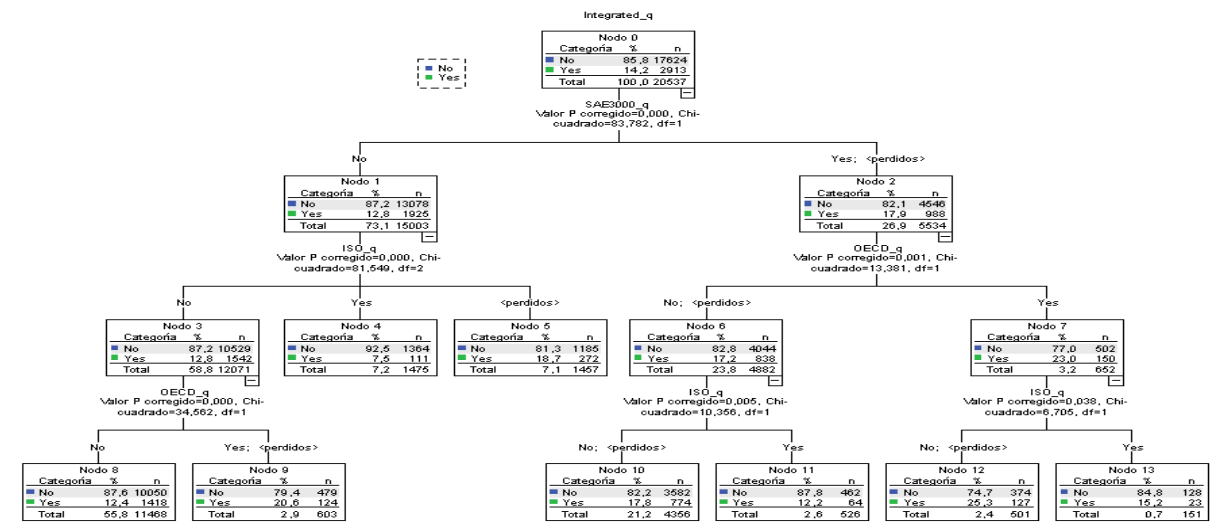 Integrated_q
Nodo 0
Categoría % n
No 85,8 17624
Yes 14,2 2913
Total 100,0 20537
No
Yes
SAE3000_q
Valor P corregido=0,000, Chi-
cuadrado=83,782, df=1
No
Yes; <perdidos>
Nodo 1
Categoría % n
No 87,2 13078
Yes 12,8 1925
Total 73,1 15003
Nodo 2
Categoría % n
No 82,1 4546
Yes 17,9 988
Total 26,9 5534
ISO_q
Valor P corregido=0,000, Chi-
cuadrado=81,549, df=2
OECD_q
Valor P corregido=0,001, Chi-
cuadrado=13,381, df=1
No
Yes
<perdidos>
No; <perdidos>
Yes
Nodo 3
Categoría % n
No 87,2 10529
Yes 12,8 1542
Total 58,8 12071
Nodo 4
Categoría % n
No 92,5 1364
Yes 7,5 111
Total 7,2 1475
Nodo 5
Categoría % n
No 81,3 1185
Yes 18,7 272
Total 7,1 1457
Nodo 6
Categoría % n
No 82,8 4044
Yes 17,2 838
Total 23,8 4882
Nodo 7
Categoría % n
No 77,0 502
Yes 23,0 150
Total 3,2 652
OECD_q
Valor P corregido=0,000, Chi-
cuadrado=34,562, df=1
ISO_q
Valor P corregido=0,005, Chi-
cuadrado=10,356, df=1
ISO_q
Valor P corregido=0,038, Chi-
cuadrado=6,705, df=1
No
Yes; <perdidos>
No; <perdidos>
Yes
No; <perdidos>
Yes
Nodo 8
Categoría % n
No 87,6 10050
Yes 12,4 1418
Total 55,8 11468
Nodo 9
Categoría % n
No 79,4 479
Yes 20,6 124
Total 2,9 603
Nodo 10
Categoría % n
No 82,2 3582
Yes 17,8 774
Total 21,2 4356
Nodo 11
Categoría % n
No 87,8 462
Yes 12,2 64
Total 2,6 526
Nodo 12
Categoría % n
No 74,7 374
Yes 25,3 127
Total 2,4 501
Nodo 13
Categoría % n
No 84,8 128
Yes 15,2 23
Total 0,7 151